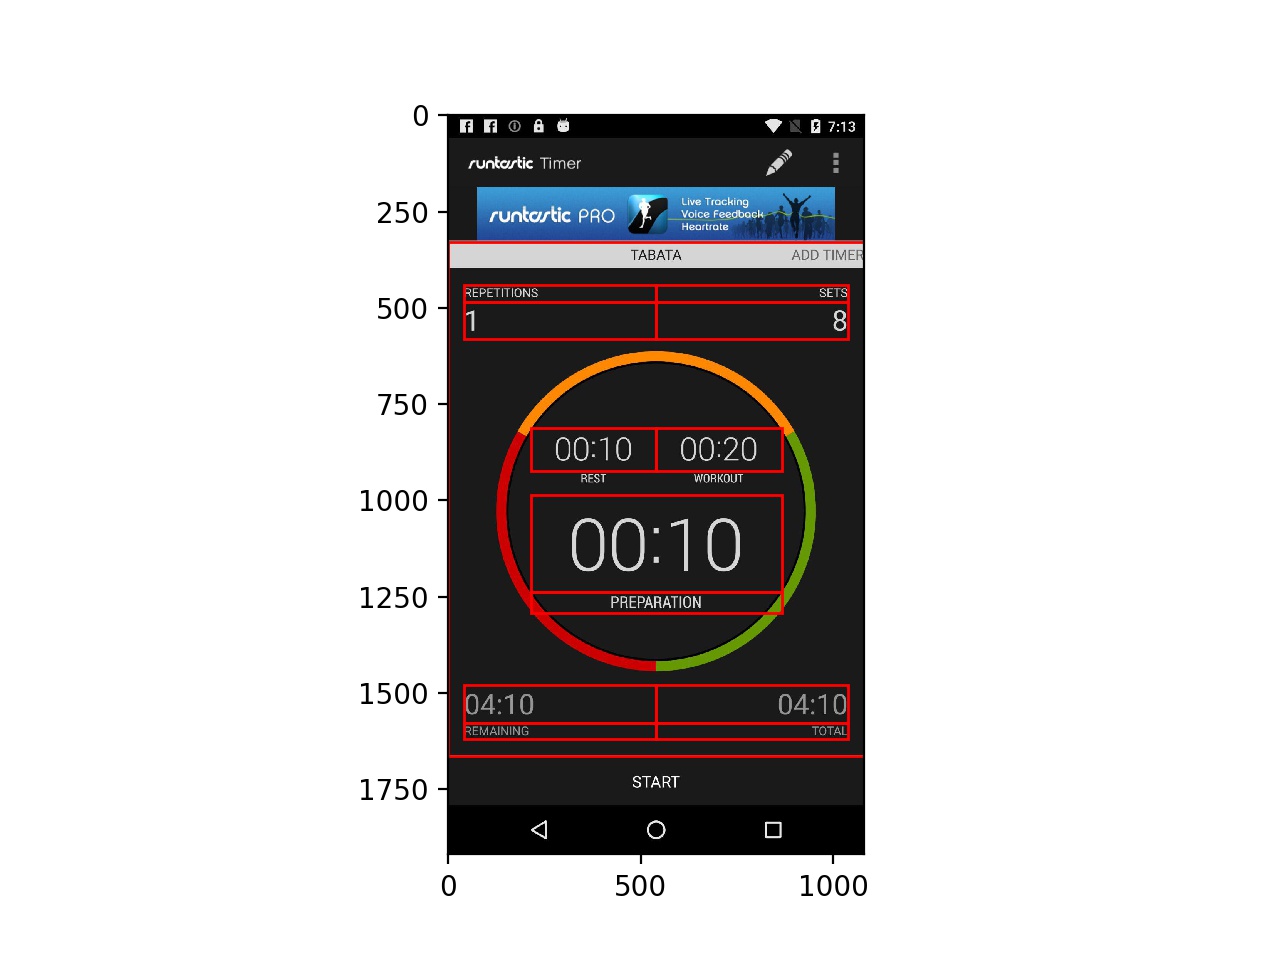 0
7:13
runtastic Timer
250
runtastic PRO
Live Tracking
Voice Feedback
Heartrate
TABATA
ADD TIMER
500
REPETITIONS
SETS
1
8
750
00:10
00:20
REST
WORKOUT
1000
00:10
1250
PREPARATION
1500
04:10
04:10
REMAINING
TOTAL
1750
START
0
500
1000